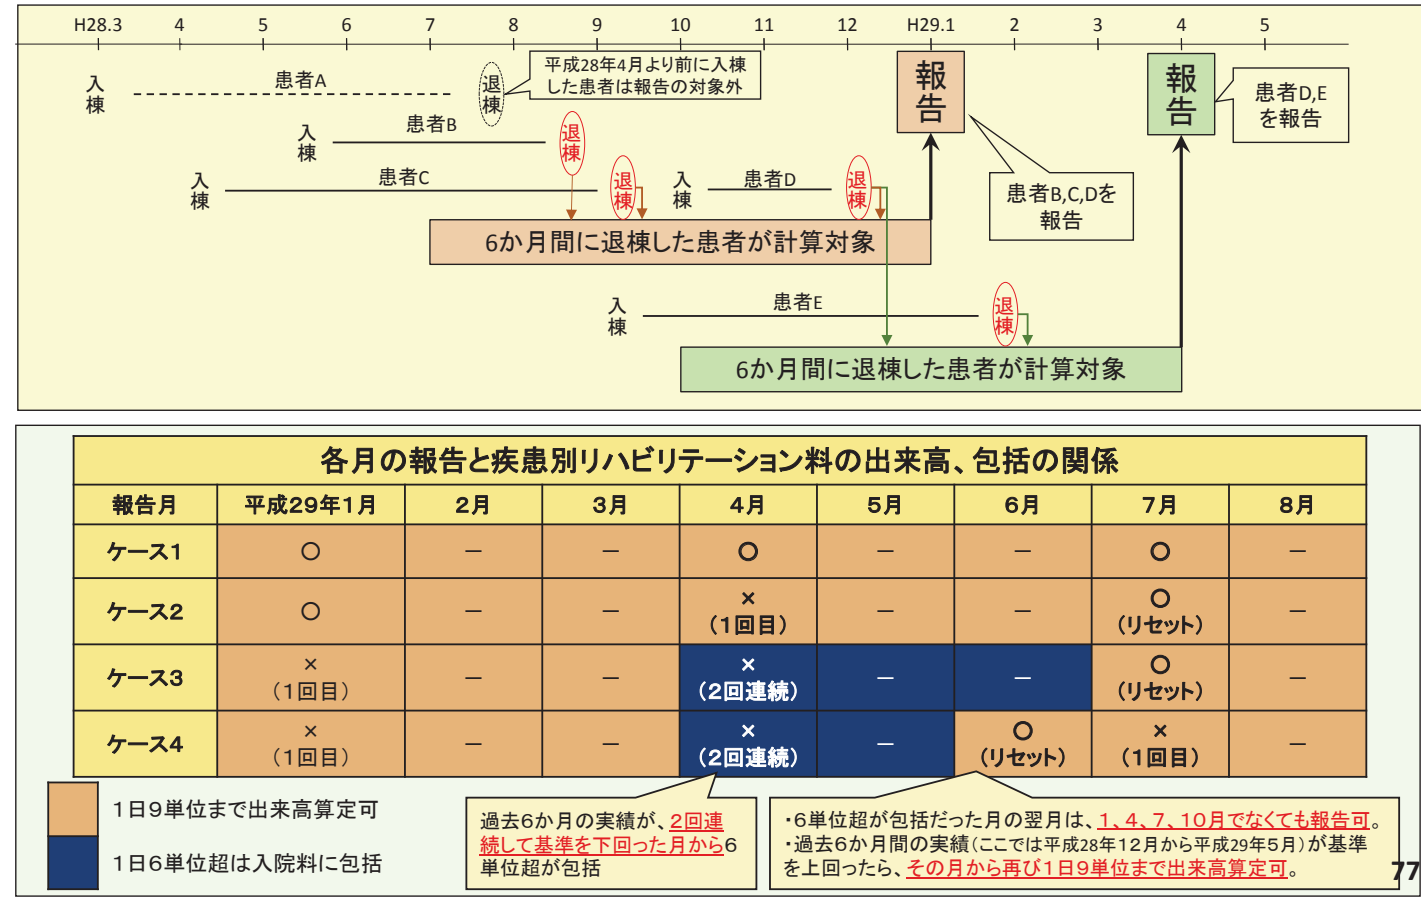 H28.3 4 5 6 7 8 9 10 11 12 H29.1 2 3 4 5
入棟
患者A
退棟
平成28年4月より前に入棟
した患者は報告の対象外
報告
報告
患者D,E
を報告
入棟
患者B
退棟
入棟
患者C
退棟
入棟
患者D
退棟
患者B,C,Dを
報告
6か月間に退棟した患者が計算対象
入棟
患者E
退棟
6か月間に退棟した患者が計算対象
各月の報告と疾患別リハビリテーション料の出来高、包括の関係
報告月 平成29年1月 2月 3月 4月 5月 6月 7月 8月
ケース1 ○ － － ○ － － ○ －
ケース2 ○ － － × (1回目) － － ○ (リセット) －
ケース3 × (1回目) － － × (2回連続) － － ○ (リセット) －
ケース4 × (1回目) － － × (2回連続) － ○ (リセット) × (1回目) －
1日9単位まで出来高算定可
1日6単位超は入院料に包括
過去6か月の実績が、2回連
続して基準を下回った月から6
単位超が包括
・6単位超が包括だった月の翌月は、1、4、7、10月でなくても報告可。
・過去6か月間の実績(ここでは平成28年12月から平成29年5月)が基準
を上回ったら、その月から再び1日9単位まで出来高算定可。
77